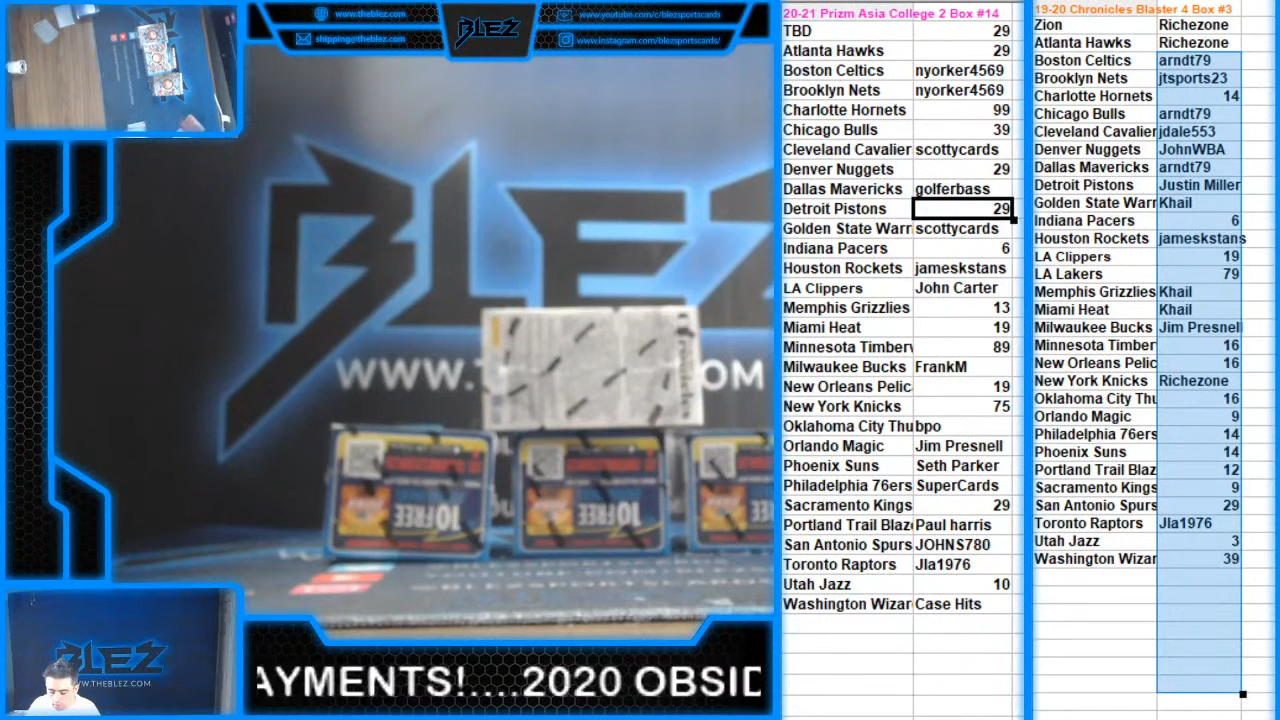 http://www.theblez.com
www.youtube.com/c/blezsportscards
shipping@theblez.com
www.instagram.com/blezsportscards/
BLEZ
BLEZ
WWW.
OM
10 FREE
10 FREE
BLEZ
WWW.THEBLEZ.COM
AYMENTS!....2020 OBSID
20-21 Prizm Asia College 2 Box #14
TBD 29
Atlanta Hawks 29
Boston Celtics nyorker4569
Brooklyn Nets nyorker4569
Charlotte Hornets 99
Chicago Bulls 39
Cleveland Cavalier scottycards
Denver Nuggets 29
Dallas Mavericks golferbass
Detroit Pistons 29
Golden State Warr scottycards
Indiana Pacers 6
Houston Rockets jameskstans
LA Clippers John Carter
Memphis Grizzlies 13
Miami Heat 19
Minnesota Timberv 89
Milwaukee Bucks FrankM
New Orleans Pelic 19
New York Knicks 75
Oklahoma City Thu bpo
Orlando Magic Jim Presnell
Phoenix Suns Seth Parker
Philadelphia 76ers SuperCards
Sacramento Kings 29
Portland Trail Blaze Paul harris
San Antonio Spurs JOHNS780
Toronto Raptors Jla1976
Utah Jazz 10
Washington Wizar Case Hits
19-20 Chronicles Blaster 4 Box #3
Zion Richezone
Atlanta Hawks Richezone
Boston Celtics arndt79
Brooklyn Nets jtsports23
Charlotte Hornets 14
Chicago Bulls arndt79
Cleveland Cavalier jdale553
Denver Nuggets JohnWBA
Dallas Mavericks arndt79
Detroit Pistons Justin Miller
Golden State Warr Khail
Indiana Pacers 6
Houston Rockets jameskstans
LA Clippers 19
LA Lakers 79
Memphis Grizzlies Khail
Miami Heat Khail
Milwaukee Bucks Jim Presnell
Minnesota Timber 16
New Orleans Pelic 16
New York Knicks Richezone
Oklahoma City Thu 16
Orlando Magic 9
Philadelphia 76ers 14
Phoenix Suns 14
Portland Trail Blaz 12
Sacramento Kings 9
San Antonio Spurs 29
Toronto Raptors Jla1976
Utah Jazz 3
Washington Wizar 39